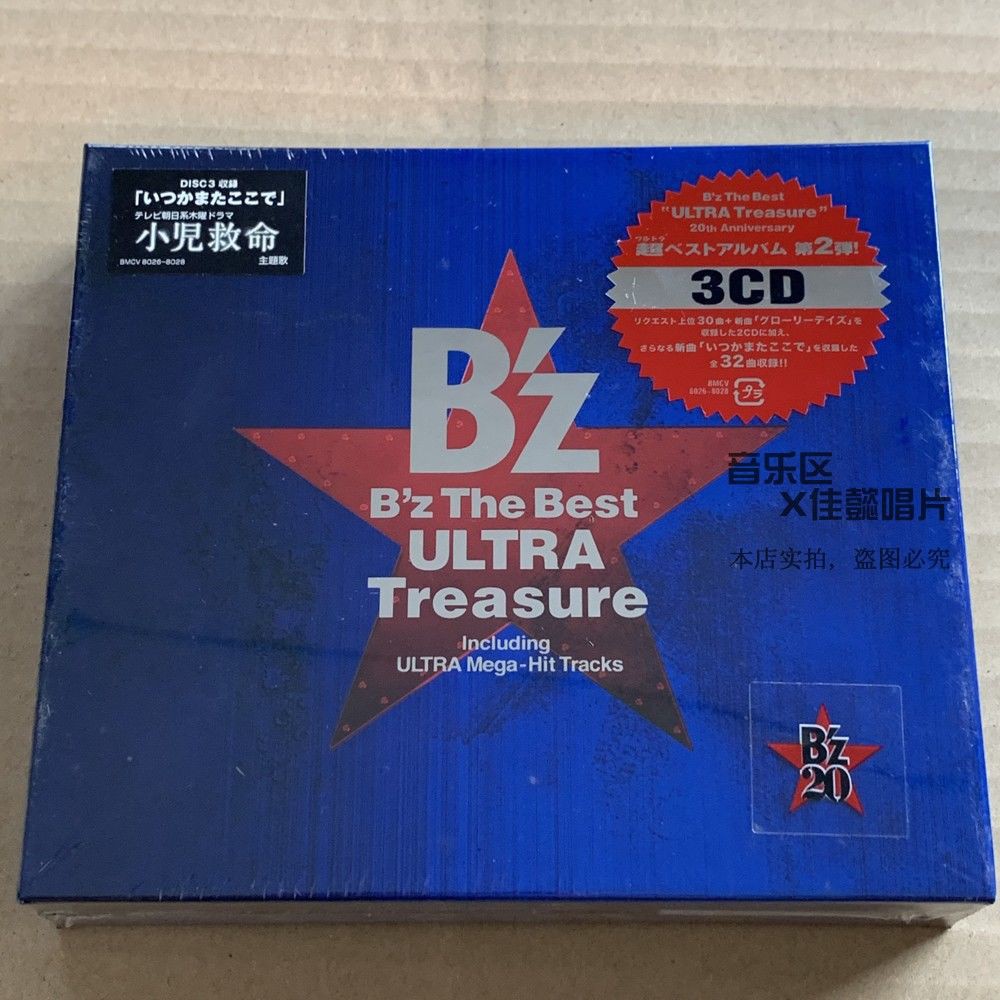 DISC3 収録
「いつかまたここで」
テレビ朝日系木曜ドラマ
小児救命
BMCV 8026-8028 主題歌
B'z The Best
"ULTRA Treasure"
20th Anniversary
ウルトラ
超ベストアルバム 第2弾!
3CD
リクエスト上位30曲+新曲「グローリーデイズ」を
収録した2CDに加え、
さらなる新曲「いつかまたここで」を収録した
全32曲収録!!
BMCV
8026-8028
プラ
B'z
B'z The Best
ULTRA
Treasure
Including
ULTRA Mega-Hit Tracks
音乐区
X佳懿唱片
本店实拍，盗图必究
B'z
20